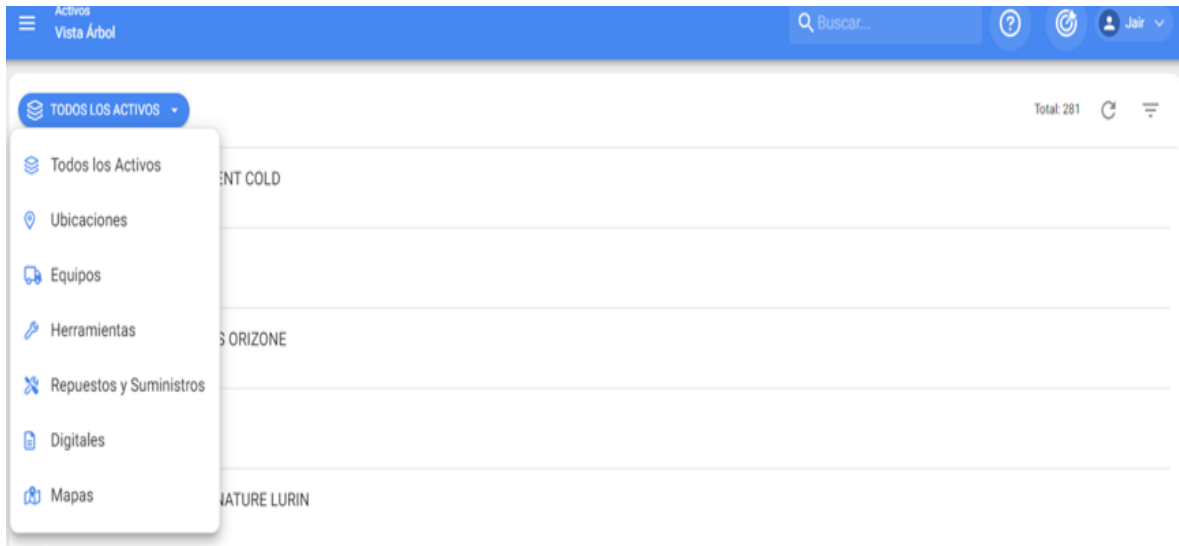 Activos
Vista Árbol
Buscar...
Jair
TODOS LOS ACTIVOS
Total: 281
Todos los Activos
ENT COLD
Ubicaciones
Equipos
Herramientas
S ORIZONE
Repuestos y Suministros
Digitales
Mapas
NATURE LURIN